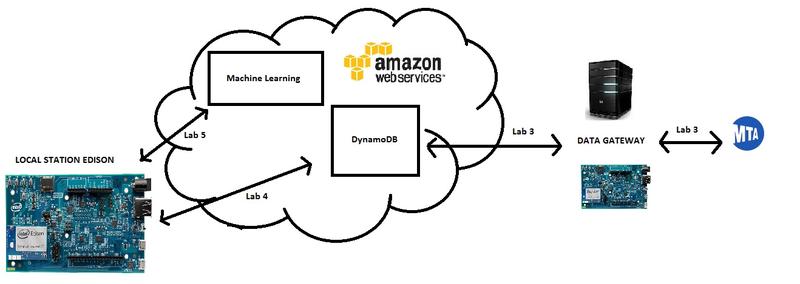 Machine Learning
amazon
webservices™
DynamoDB
Lab 5
Lab 3
DATA GATEWAY
Lab 3
MTA
LOCAL STATION EDISON
Lab 4
intel
Edison